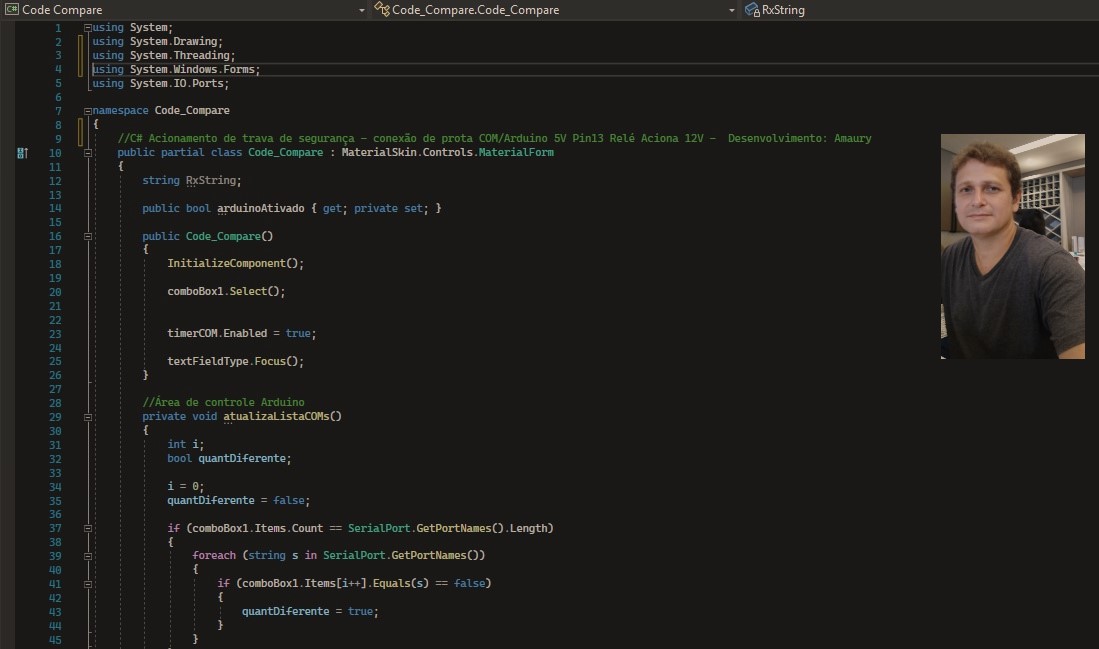 C# Code Compare
Code_Compare.Code_Compare
RxString
1 using System;
2 using System.Drawing;
3 using System.Threading;
4 using System.Windows.Forms;
5 using System.IO.Ports;
6
7 namespace Code_Compare
8 {
9 //C# Acionamento de trava de segurança - conexão de prota COM/Arduino 5V Pin13 Relé Aciona 12V - Desenvolvimento: Amaury
10 public partial class Code_Compare : MaterialSkin.Controls.MaterialForm
11 {
12 string RxString;
13
14 public bool arduinoAtivado { get; private set; }
15
16 public Code_Compare()
17 {
18 InitializeComponent();
19
20 comboBox1.Select();
21
22
23 timerCOM.Enabled = true;
24
25 textFieldType.Focus();
26 }
27
28 //Área de controle Arduino
29 private void atualizaListaCOMs()
30 {
31 int i;
32 bool quantDiferente;
33
34 i = 0;
35 quantDiferente = false;
36
37 if (comboBox1.Items.Count == SerialPort.GetPortNames().Length)
38 {
39 foreach (string s in SerialPort.GetPortNames())
40 {
41 if (comboBox1.Items[i++].Equals(s) == false)
42 {
43 quantDiferente = true;
44 }
45 }